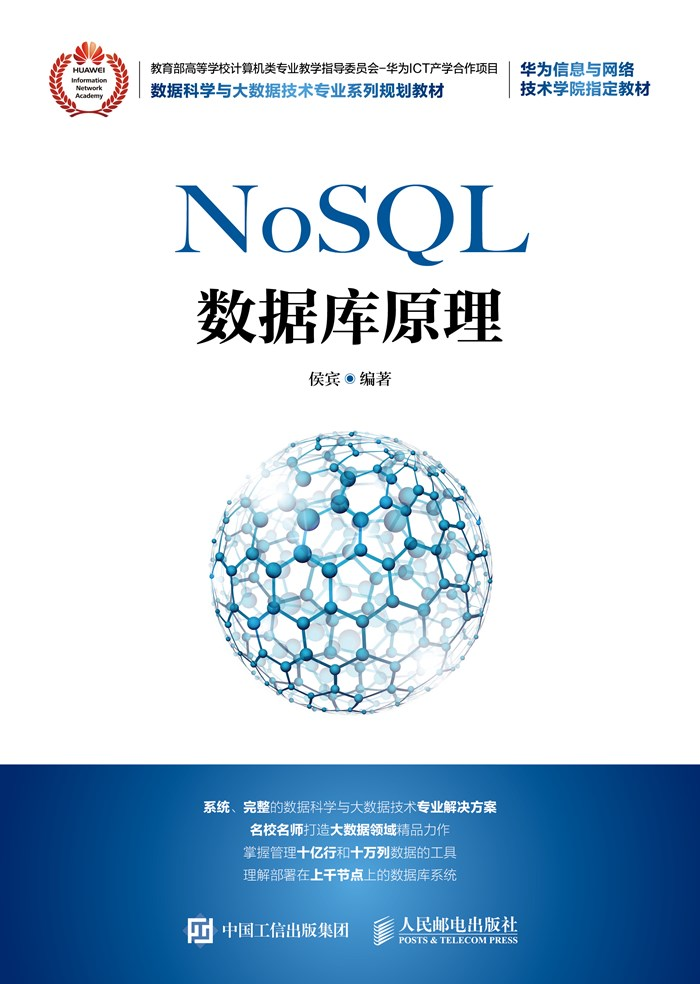 HUAWEI
Information
Network
Academy
教育部高等学校计算机类专业教学指导委员会-华为ICT产学合作项目
数据科学与大数据技术专业系列规划教材
华为信息与网络
技术学院指定教材
NoSQL
数据库原理
侯宾 编著
系统、完整的数据科学与大数据技术专业解决方案
名校名师打造大数据领域精品力作
掌握管理十亿行和十万列数据的工具
理解部署在上千节点上的数据库系统
中国工信出版集团
人民邮电出版社
POSTS & TELECOM PRESS